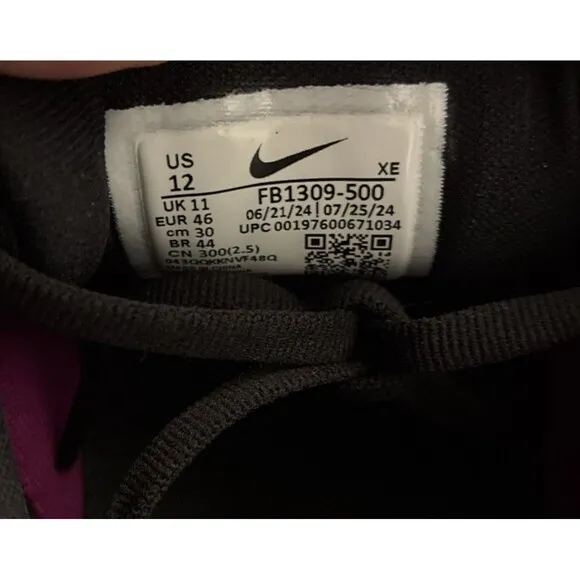 US
12
XE
UK 11
FB1309-500
EUR 46
06/21/24 | 07/25/24
cm 30
UPC 00197600671034
BR 44
CN 300(2.5)